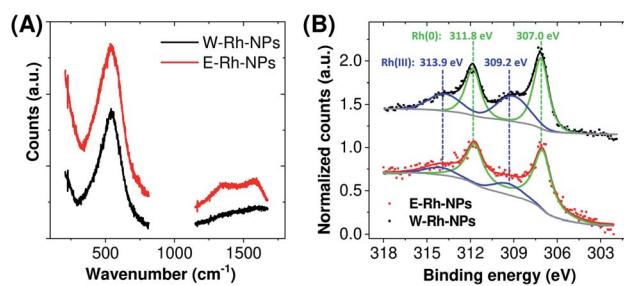 (A)
Counts (a.u.)
W-Rh-NPs
E-Rh-NPs
500
1000
1500
Wavenumber (cm-1)
(B)
Normalized counts (a.u.)
Rh(0): 311.8 eV 307.0 eV
Rh(III): 313.9 eV 309.2 eV
2.0
1.5
1.0
0.5
0.0
E-Rh-NPs
W-Rh-NPs
318 315 312 309 306 303
Binding energy (eV)